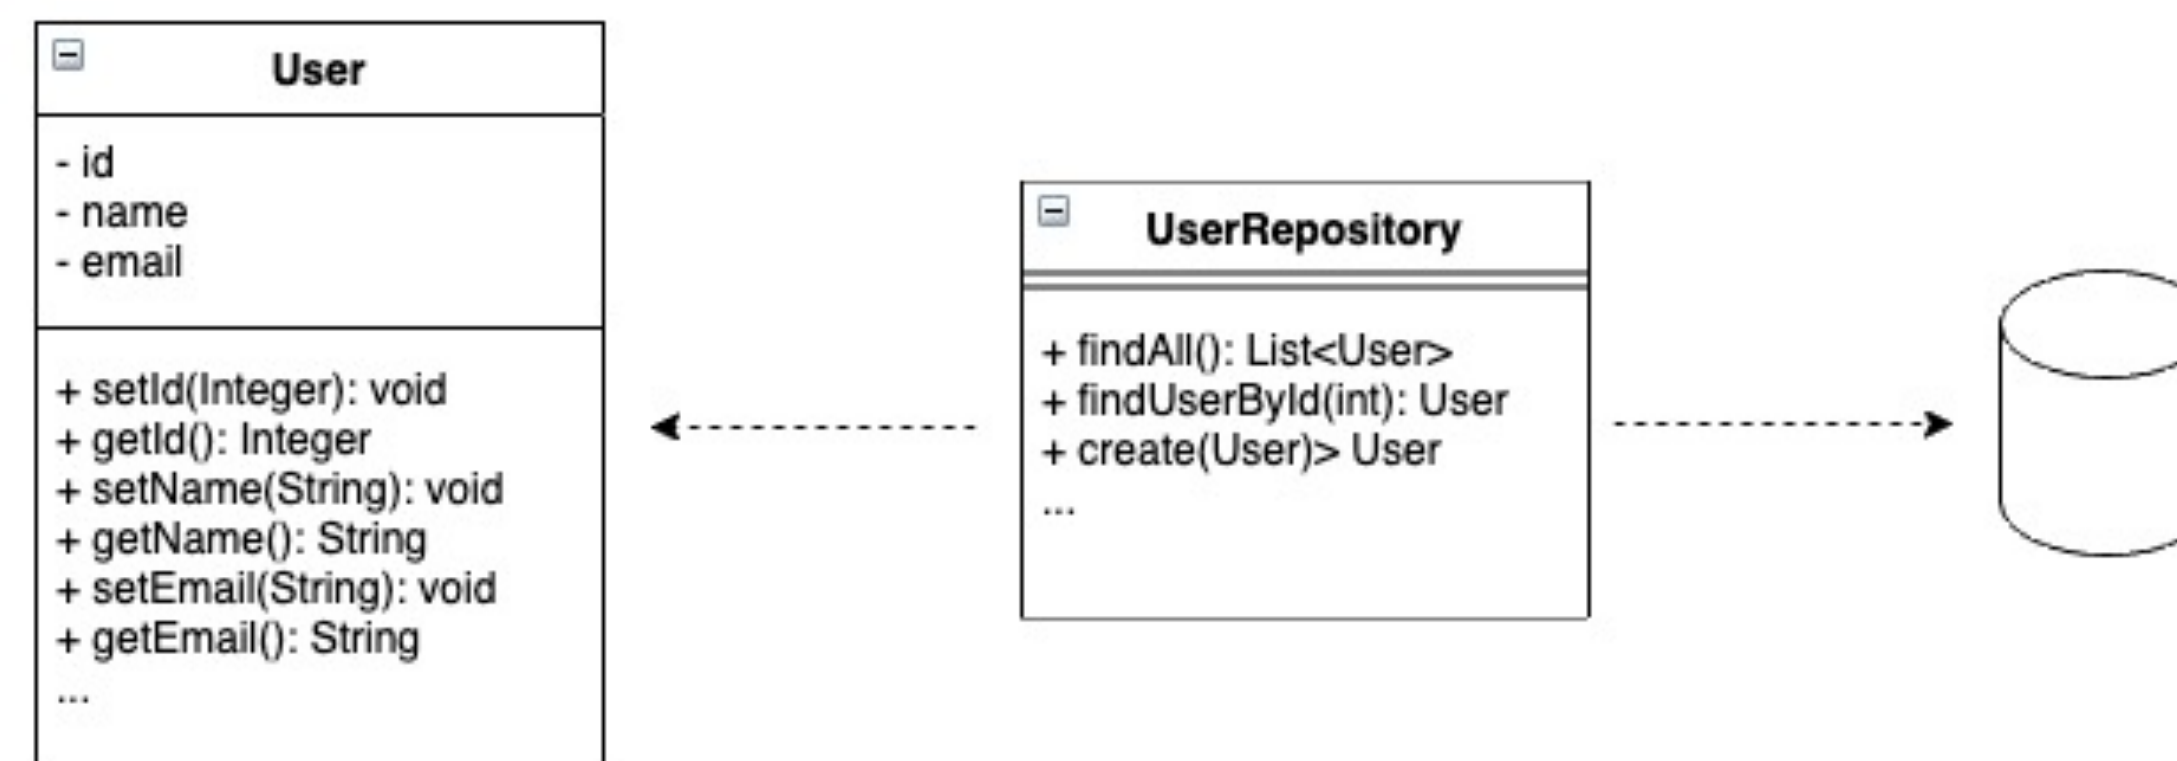 User
- id
- name
- email
+ setId(Integer): void
+ getId(): Integer
+ setName(String): void
+ getName(): String
+ setEmail(String): void
+ getEmail(): String
...
UserRepository
+ findAll(): List<User>
+ findUserById(int): User
+ create(User)> User
...